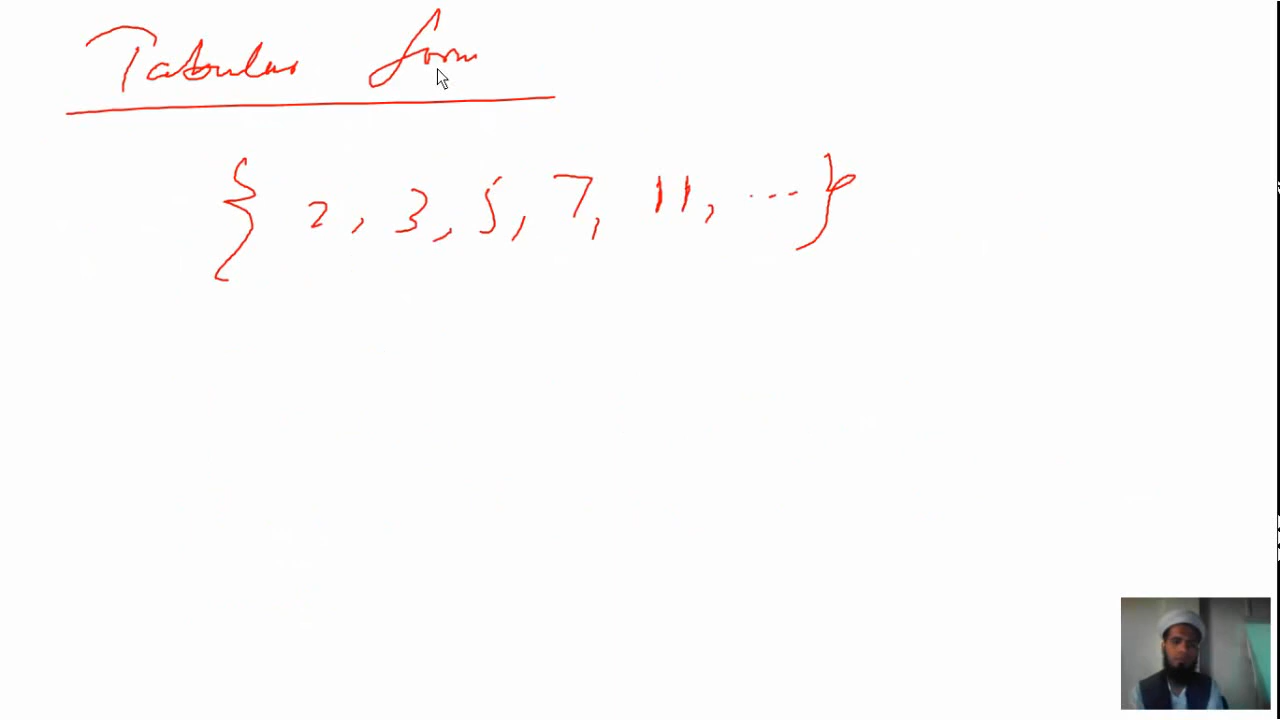 Tabular form
{ 2, 3, 5, 7, 11, ... }